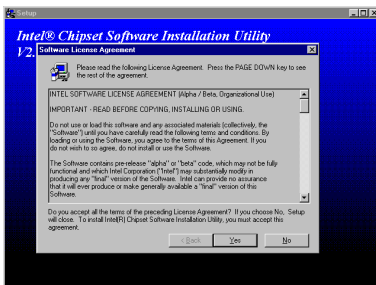 Setup
Intel® Chipset Software Installation Utility
V2.
Software License Agreement
Please read the following License Agreement. Press the PAGE DOWN key to see
the rest of the agreement.
INTEL SOFTWARE LICENSE AGREEMENT (Alpha / Beta, Organizational Use)
IMPORTANT - READ BEFORE COPYING, INSTALLING OR USING.
Do not use or load this software and any associated materials (collectively, the
"Software") until you have carefully read the following terms and conditions. By
loading or using the Software, you agree to the terms of this Agreement. If you
do not wish to so agree, do not install or use the Software.
The Software contains pre-release "alpha" or "beta" code, which may not be fully
functional and which Intel Corporation ("Intel") may substantially modify in
producing any "final" version of the Software. Intel can provide no assurance
that it will ever produce or make generally available a "final" version of this
Software.
Do you accept all the terms of the preceding License Agreement? If you choose No, Setup
will close. To install Intel(R) Chipset Software Installation Utility, you must accept this
agreement.
< Back
Yes
No